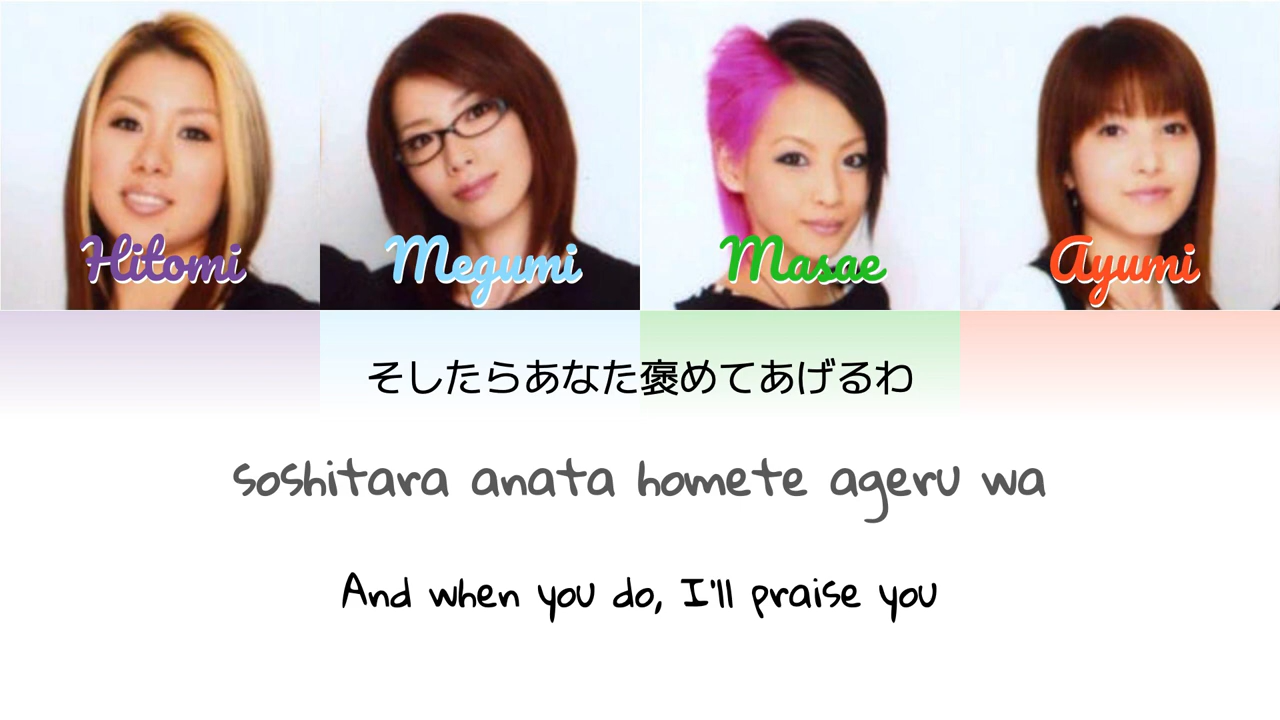 Hitomi Megumi Masae Ayumi
そしたらあなた褒めてあげるわ
soshitara anata homete ageru wa
And when you do, I'll praise you